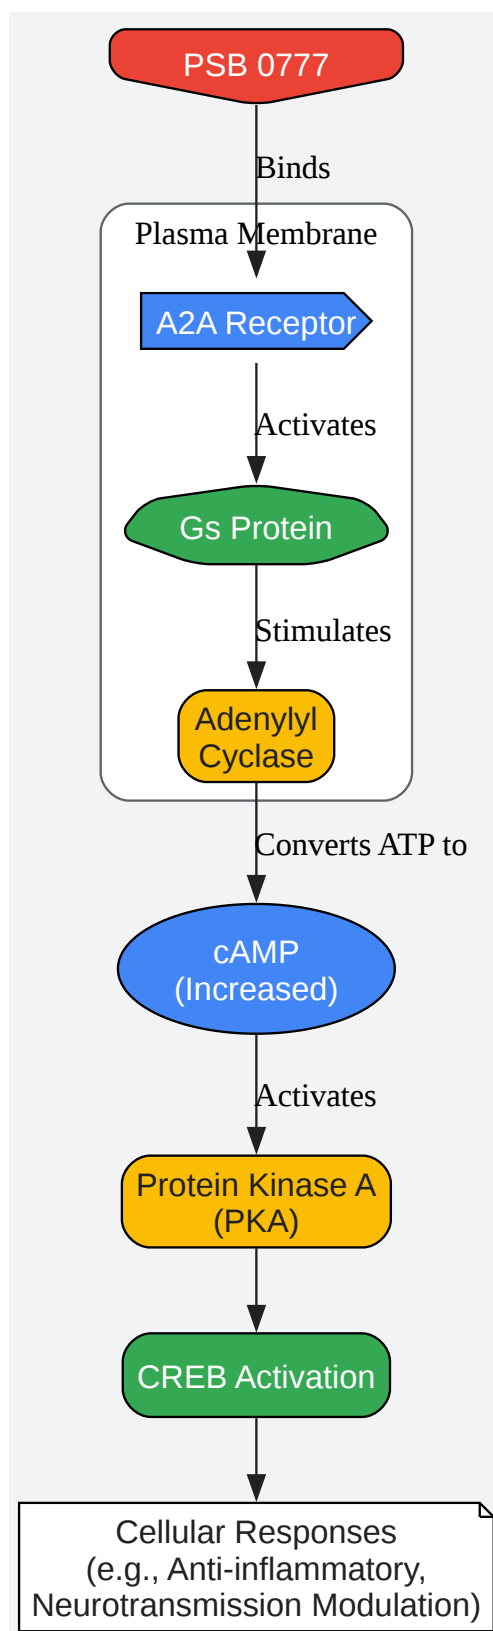 PSB 0777
Binds
Plasma Membrane
A2A Receptor
Activates
Gs Protein
Stimulates
Adenylyl
Cyclase
Converts ATP to
cAMP
(Increased)
Activates
Protein Kinase A
(PKA)
CREB Activation
Cellular Responses
(e.g., Anti-inflammatory,
Neurotransmission Modulation)